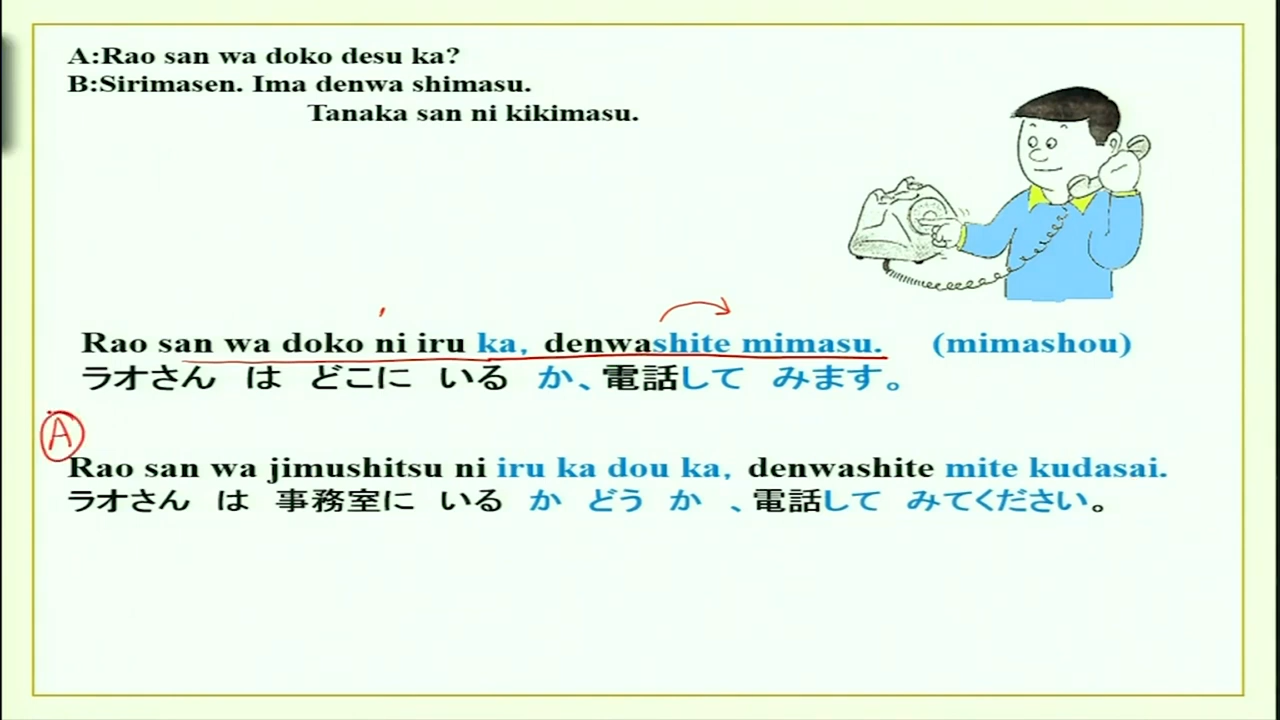 A:Rao san wa doko desu ka?
B:Sirimasen. Ima denwa shimasu.
Tanaka san ni kikimasu.
Rao san wa doko ni iru ka, denwashite mimasu. (mimashou)
ラオさん は どこに いる か、電話して みます。
A
Rao san wa jimushitsu ni iru ka dou ka, denwashite mite kudasai.
ラオさん は 事務室に いる か どう か 、電話して みてください。